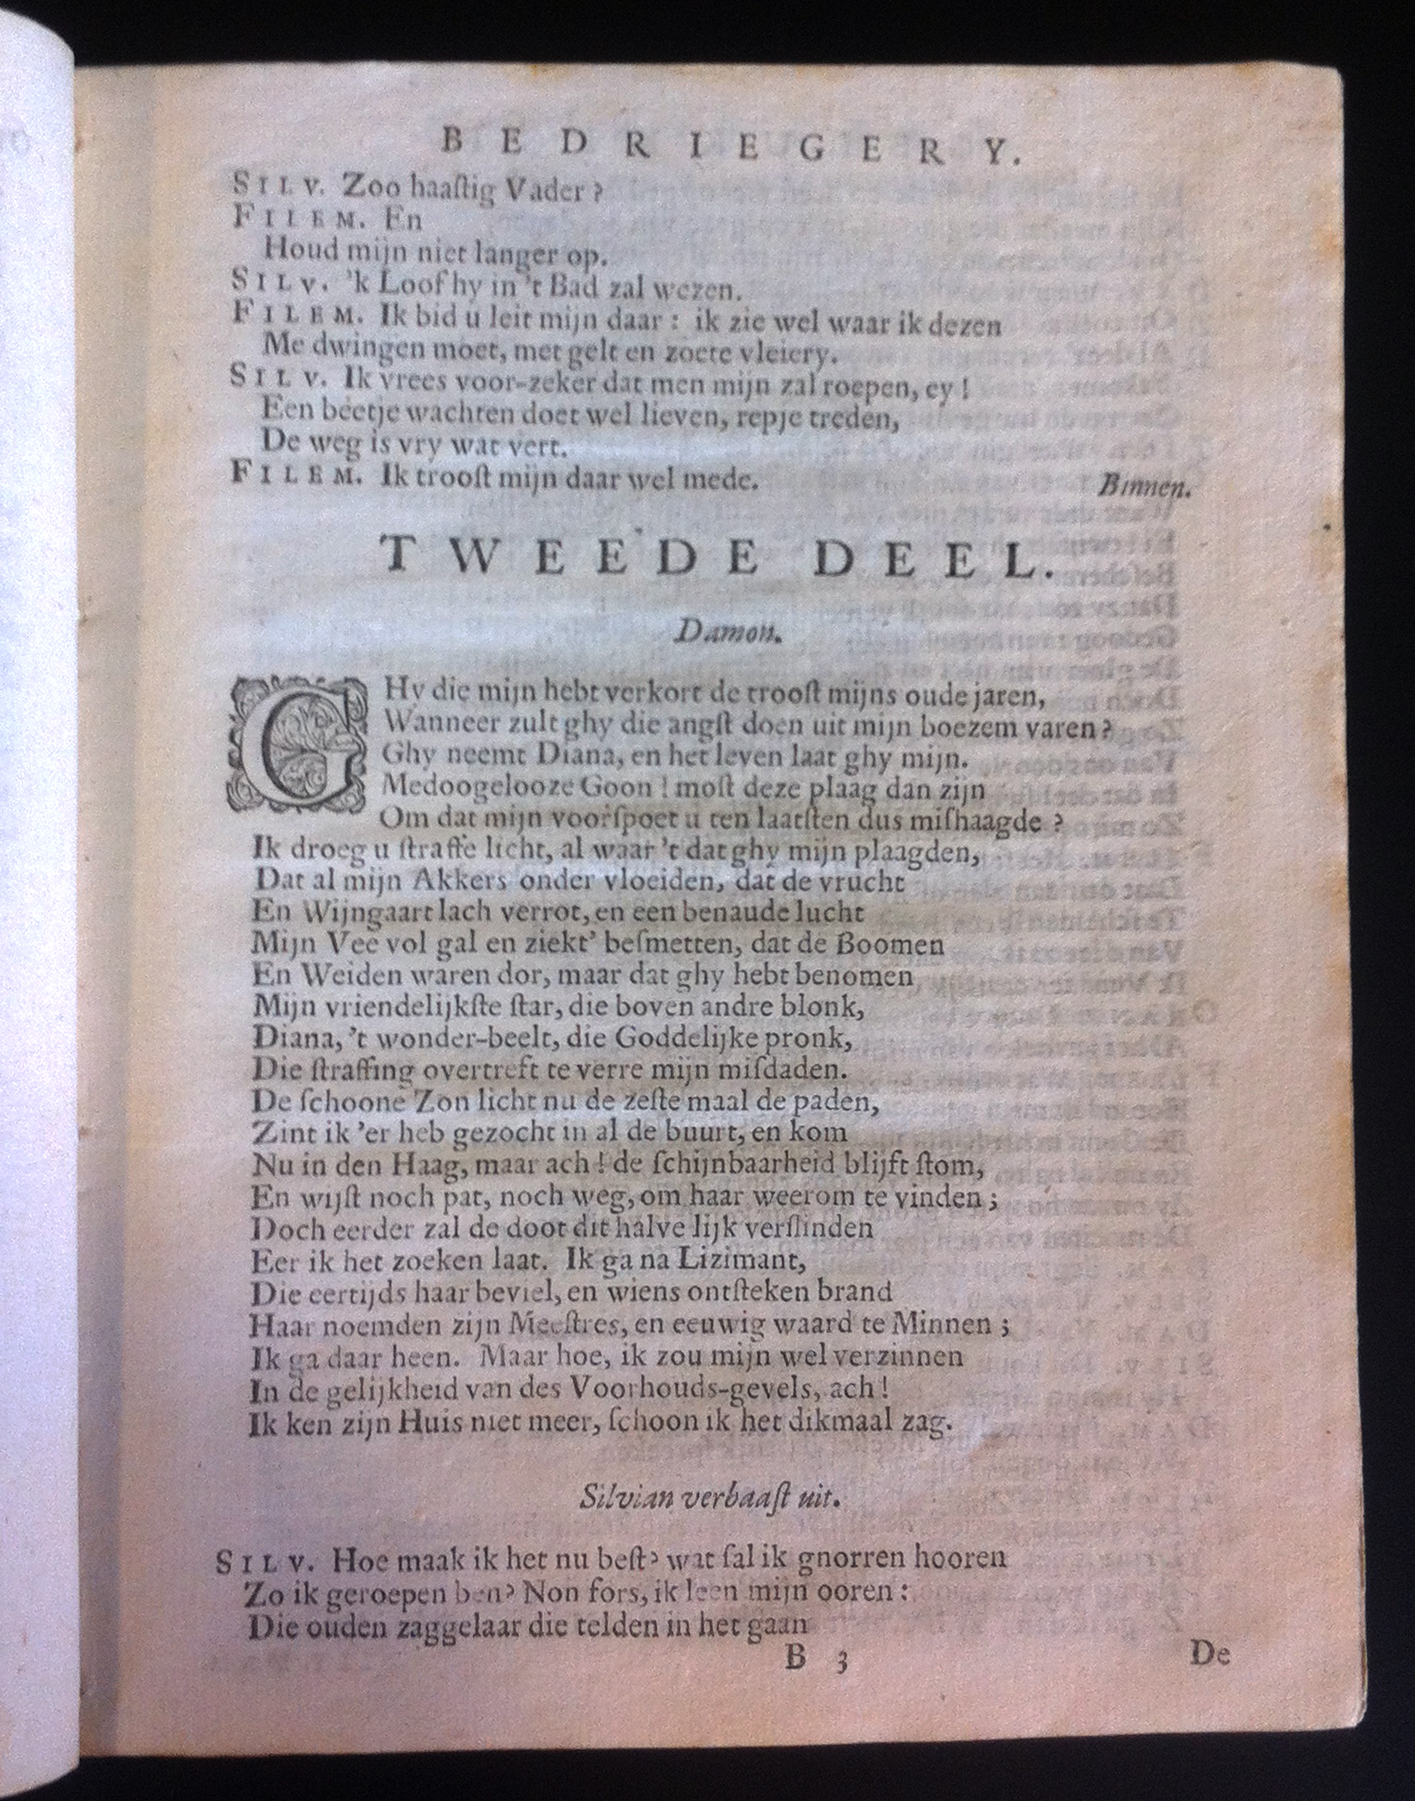 BEDRIEGERY.
SILV. Zoo haaſtig Vader?
FILEM. En
Houd mijn niet langer op.
SILV. 'k Loof hy in 't Bad zal wezen.
FILEM. Ik bid u leit mijn daar: ik zie wel waar ik dezen
Me dwingen moet, met gelt en zoete vleiery.
SILV. Ik vrees voor-zeker dat men mijn zal roepen, ey!
Een beetje wachten doet wel lieven, repje treden,
De weg is vry wat vert.
FILEM. Ik trooſt mijn daar wel mede. Binnen.
TWEEDE DEEL.
Damon.
GHy die mijn hebt verkort de trooſt mijns oude jaren,
Wanneer zult ghy die angſt doen uit mijn boezem varen?
Ghy neemt Diana, en het leven laat ghy mijn.
Medoogelooze Goon! moſt deze plaag dan zijn
Om dat mijn voorſpoet u ten laatſten dus miſhaagde?
Ik droeg u ſtraffe licht, al waar 't dat ghy mijn plaagden,
Dat al mijn Akkers onder vloeiden, dat de vrucht
En Wijngaart lach verrot, en een benaude lucht
Mijn Vee vol gal en ziekt' beſmetten, dat de Boomen
En Weiden waren dor, maar dat ghy hebt benomen
Mijn vriendelijkſte ſtar, die boven andre blonk,
Diana, 't wonder-beelt, die Goddelijke pronk,
Die ſtraffing overtreft te verre mijn miſdaden.
De ſchoone Zon licht nu de zeſte maal de paden,
Zint ik 'er heb gezocht in al de buurt, en kom
Nu in den Haag, maar ach! de ſchijnbaarheid blijft ſtom,
En wijſt noch pat, noch weg, om haar weerom te vinden;
Doch eerder zal de doot dit halve lijk verſlinden
Eer ik het zoeken laat. Ik ga na Lizimant,
Die eertijds haar beviel, en wiens ontſteken brand
Haar noemden zijn Meeſtres, en eeuwig waard te Minnen;
Ik ga daar heen. Maar hoe, ik zou mijn wel verzinnen
In de gelijkheid van des Voorhouds-gevels, ach!
Ik ken zijn Huis niet meer, ſchoon ik het dikmaal zag.
Silvian verbaaſt uit.
SILV. Hoe maak ik het nu beſt? wat ſal ik gnorren hooren
Zo ik geroepen ben? Non fors, ik leen mijn ooren:
Die ouden zaggelaar die telden in het gaan
B 3 De